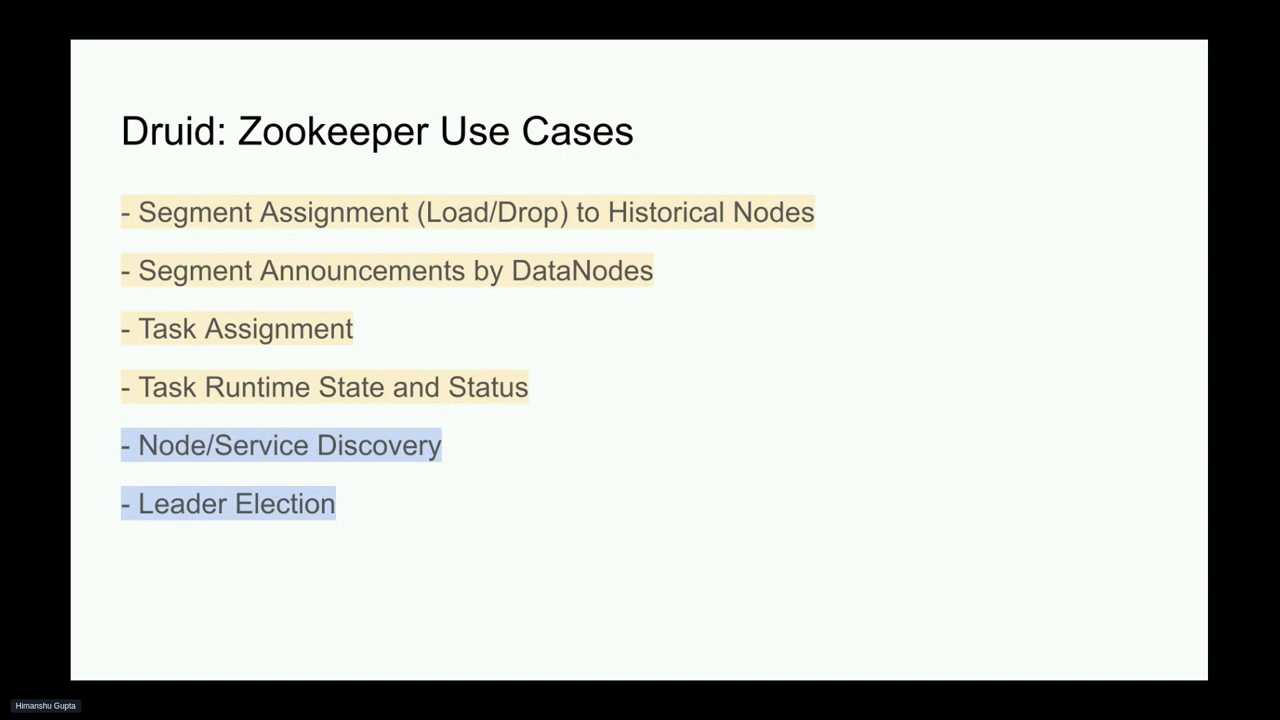 Druid: Zookeeper Use Cases
- Segment Assignment (Load/Drop) to Historical Nodes
- Segment Announcements by DataNodes
- Task Assignment
- Task Runtime State and Status
- Node/Service Discovery
- Leader Election
Himanshu Gupta